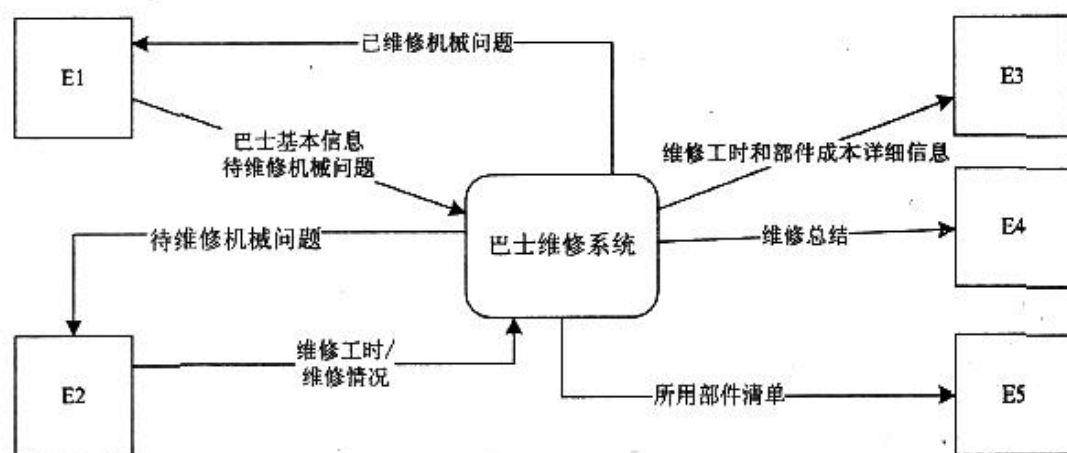 已维修机械问题
E1
E3
巴士基本信息
待维修机械问题
维修工时和部件成本详细信息
待维修机械问题
巴士维修系统
维修总结
E4
E2
维修工时/
维修情况
所用部件清单
E5